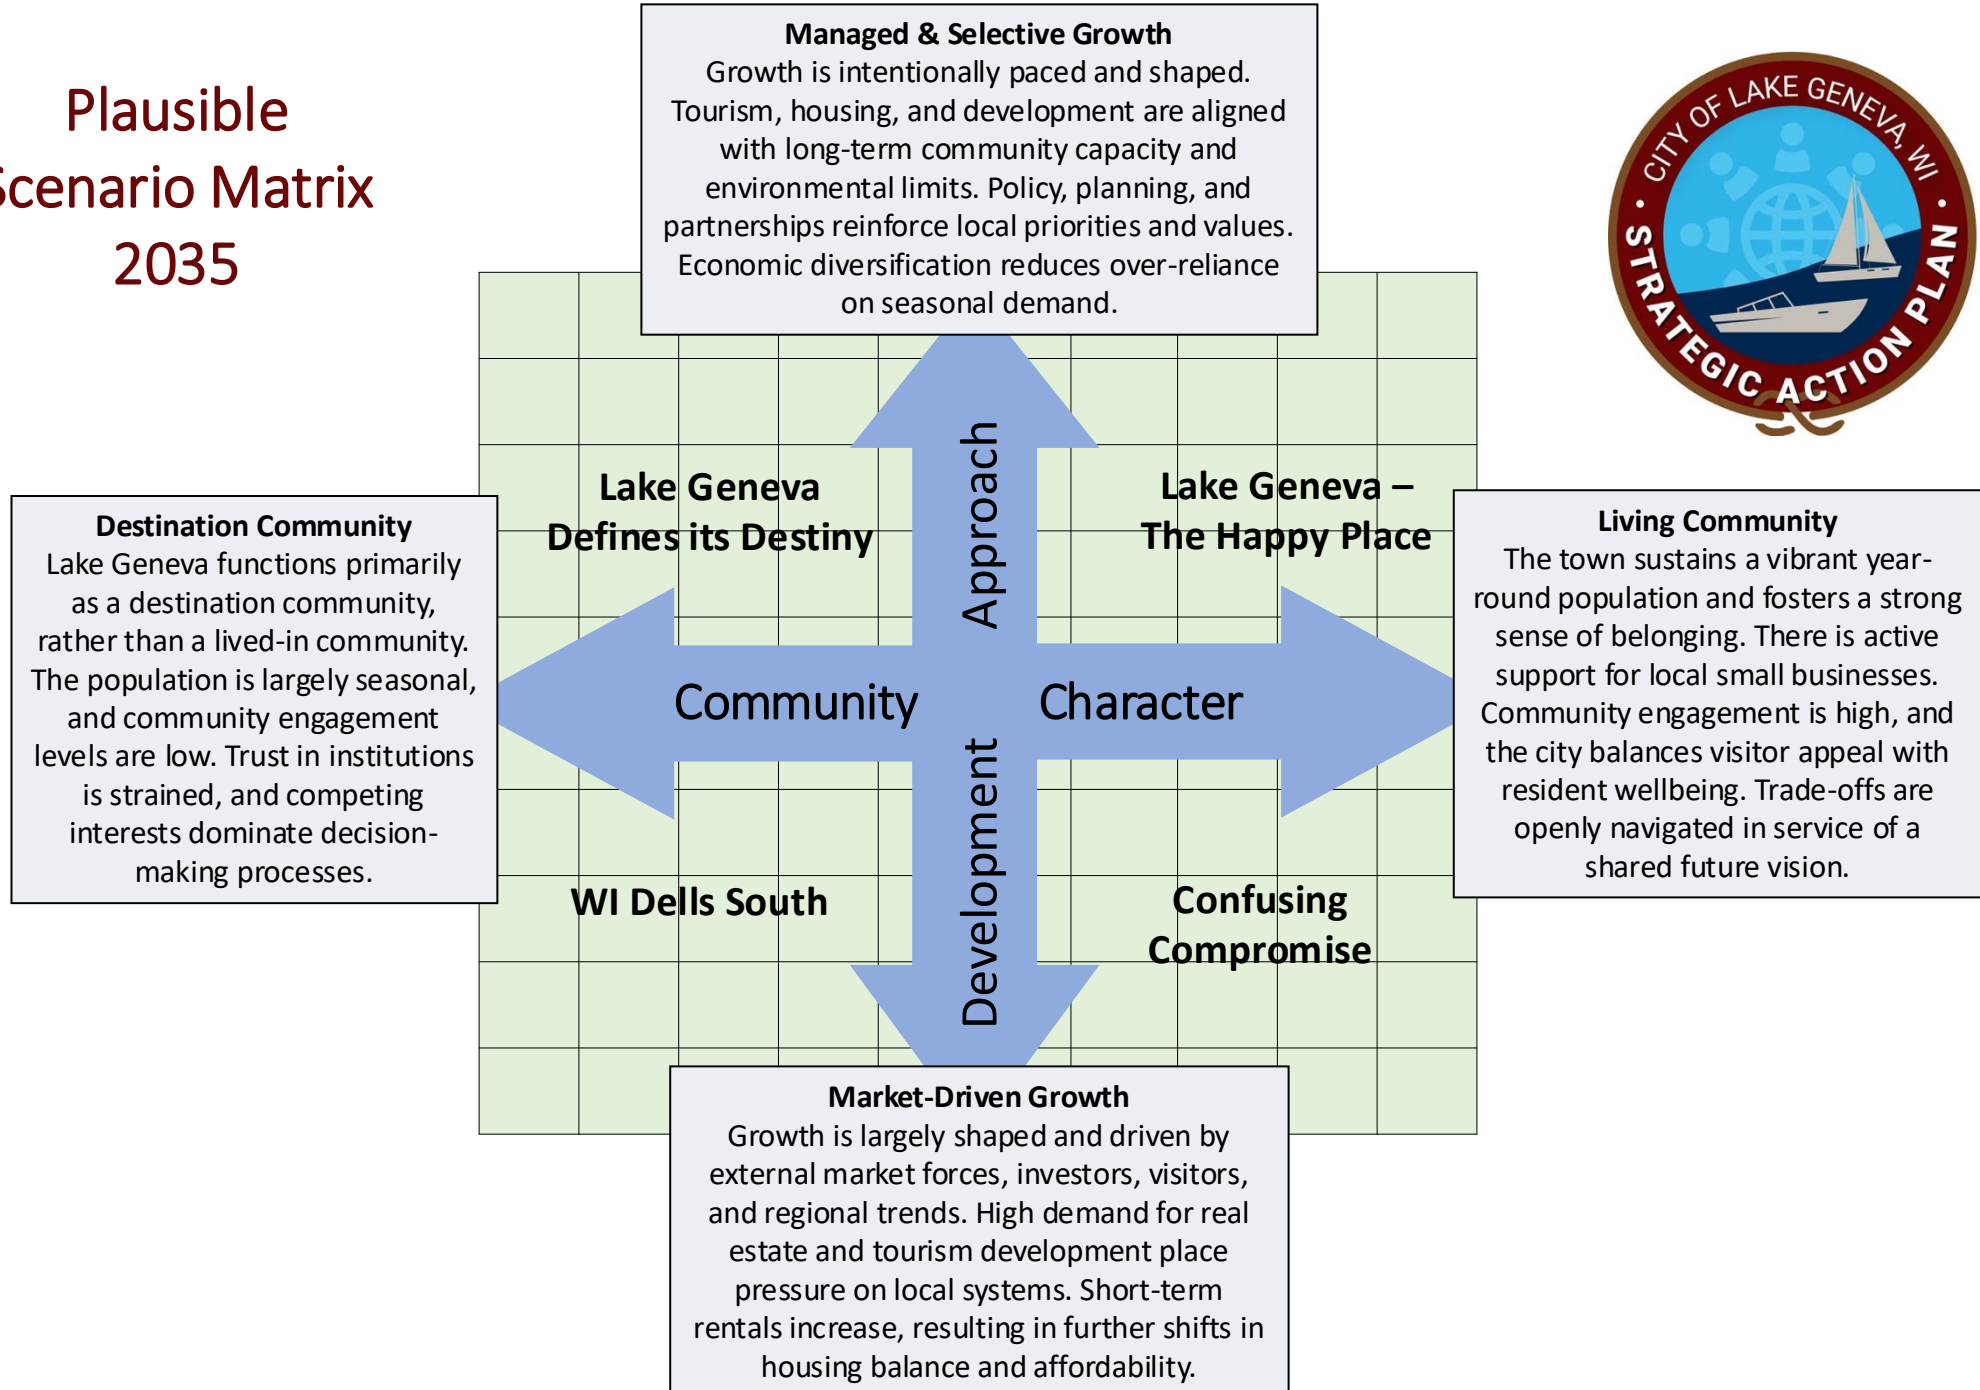 Plausible
Scenario Matrix
2035
Managed & Selective Growth
Growth is intentionally paced and shaped.
Tourism, housing, and development are aligned
with long-term community capacity and
environmental limits. Policy, planning, and
partnerships reinforce local priorities and values.
Economic diversification reduces over-reliance
on seasonal demand.
CITY OF LAKE GENEVA, WI
STRATEGIC ACTION PLAN
Lake Geneva
Defines its Destiny
Approach
Lake Geneva –
The Happy Place
Destination Community
Lake Geneva functions primarily
as a destination community,
rather than a lived-in community.
The population is largely seasonal,
and community engagement
levels are low. Trust in institutions
is strained, and competing
interests dominate decision-
making processes.
Community Character
Living Community
The town sustains a vibrant year-
round population and fosters a strong
sense of belonging. There is active
support for local small businesses.
Community engagement is high, and
the city balances visitor appeal with
resident wellbeing. Trade-offs are
openly navigated in service of a
shared future vision.
WI Dells South
Development
Confusing
Compromise
Market-Driven Growth
Growth is largely shaped and driven by
external market forces, investors, visitors,
and regional trends. High demand for real
estate and tourism development place
pressure on local systems. Short-term
rentals increase, resulting in further shifts in
housing balance and affordability.